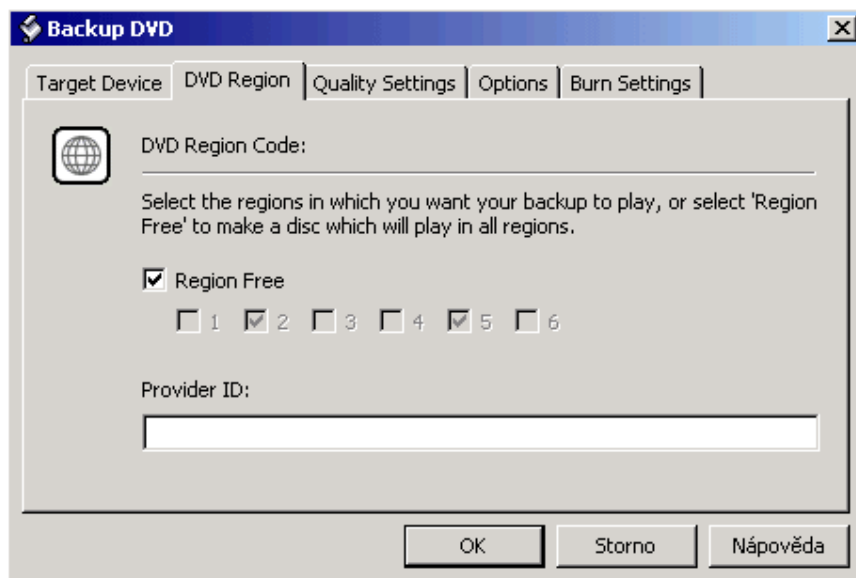 Backup DVD
Target Device DVD Region Quality Settings Options Burn Settings
DVD Region Code:
Select the regions in which you want your backup to play, or select 'Region
Free' to make a disc which will play in all regions.
Region Free
1 2 3 4 5 6
Provider ID:
OK Storno Nápověda